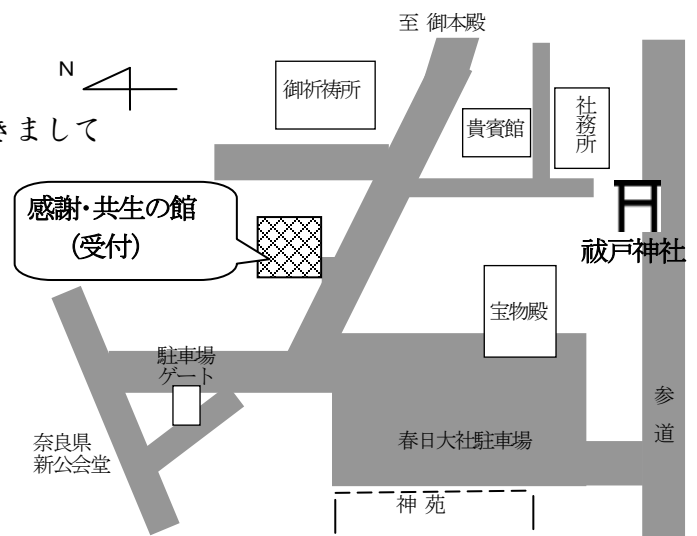 至 御本殿
N
御祈祷所
きまして
貴賓館
社務所
感謝・共生の館
(受付)
祓戸神社
宝物殿
駐車場
ゲート
参道
奈良県
新公会堂
春日大社駐車場
神苑